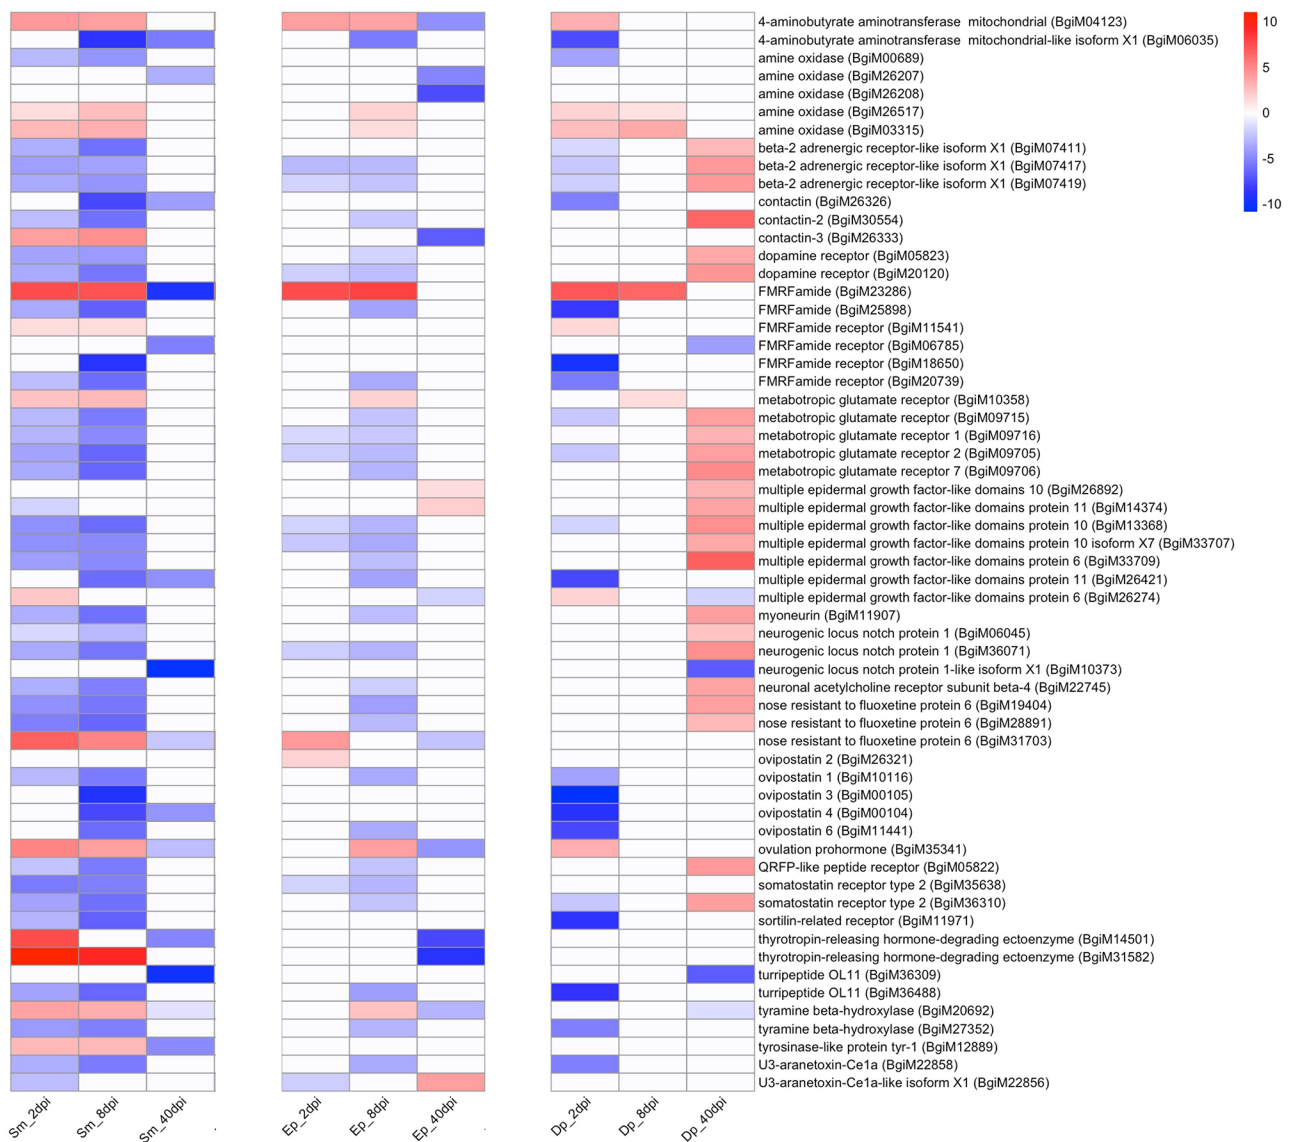 4-aminobutyrate aminotransferase mitochondrial (BgiM04123)
4-aminobutyrate aminotransferase mitochondrial-like isoform X1 (BgiM06035)
amine oxidase (BgiM00689)
amine oxidase (BgiM26207)
amine oxidase (BgiM26208)
amine oxidase (BgiM26517)
amine oxidase (BgiM03315)
beta-2 adrenergic receptor-like isoform X1 (BgiM07411)
beta-2 adrenergic receptor-like isoform X1 (BgiM07417)
beta-2 adrenergic receptor-like isoform X1 (BgiM07419)
contactin (BgiM26326)
contactin-2 (BgiM30554)
contactin-3 (BgiM26333)
dopamine receptor (BgiM05823)
dopamine receptor (BgiM20120)
FMRFamide (BgiM23286)
FMRFamide (BgiM25898)
FMRFamide receptor (BgiM11541)
FMRFamide receptor (BgiM06785)
FMRFamide receptor (BgiM18650)
FMRFamide receptor (BgiM20739)
metabotropic glutamate receptor (BgiM10358)
metabotropic glutamate receptor (BgiM09715)
metabotropic glutamate receptor 1 (BgiM09716)
metabotropic glutamate receptor 2 (BgiM09705)
metabotropic glutamate receptor 7 (BgiM09706)
multiple epidermal growth factor-like domains 10 (BgiM26892)
multiple epidermal growth factor-like domains protein 11 (BgiM14374)
multiple epidermal growth factor-like domains protein 10 (BgiM13368)
multiple epidermal growth factor-like domains protein 10 isoform X7 (BgiM33707)
multiple epidermal growth factor-like domains protein 6 (BgiM33709)
multiple epidermal growth factor-like domains protein 11 (BgiM26421)
multiple epidermal growth factor-like domains protein 6 (BgiM26274)
myoneurin (BgiM11907)
neurogenic locus notch protein 1 (BgiM06045)
neurogenic locus notch protein 1 (BgiM36071)
neurogenic locus notch protein 1-like isoform X1 (BgiM10373)
neuronal acetylcholine receptor subunit beta-4 (BgiM22745)
nose resistant to fluoxetine protein 6 (BgiM19404)
nose resistant to fluoxetine protein 6 (BgiM28891)
nose resistant to fluoxetine protein 6 (BgiM31703)
ovipostatin 2 (BgiM26321)
ovipostatin 1 (BgiM10116)
ovipostatin 3 (BgiM00105)
ovipostatin 4 (BgiM00104)
ovipostatin 6 (BgiM11441)
ovulation prohormone (BgiM35341)
QRFP-like peptide receptor (BgiM05822)
somatostatin receptor type 2 (BgiM35638)
somatostatin receptor type 2 (BgiM36310)
sortilin-related receptor (BgiM11971)
thyrotropin-releasing hormone-degrading ectoenzyme (BgiM14501)
thyrotropin-releasing hormone-degrading ectoenzyme (BgiM31582)
turripeptide OL11 (BgiM36309)
turripeptide OL11 (BgiM36488)
tyramine beta-hydroxylase (BgiM20692)
tyramine beta-hydroxylase (BgiM27352)
tyrosinase-like protein tyr-1 (BgiM12889)
U3-aranetoxin-Ce1a (BgiM22858)
U3-aranetoxin-Ce1a-like isoform X1 (BgiM22856)
Sm_2dpi
Sm_8dpi
Sm_40dpi
Ep_2dpi
Ep_8dpi
Ep_40dpi
Dp_2dpi
Dp_8dpi
Dp_40dpi
10
5
0
-5
-10